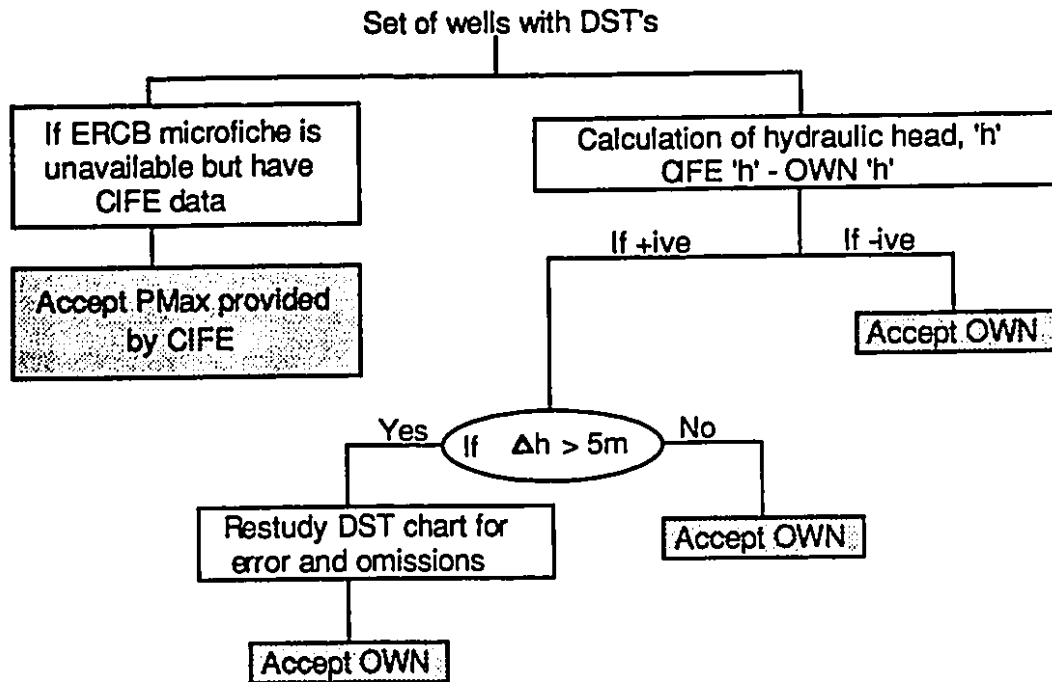 Set of wells with DST's
If ERCB microfiche is
unavailable but have
CIFE data
Accept PMax provided
by CIFE
Calculation of hydraulic head, 'h'
CIFE 'h' - OWN 'h'
If +ive
If -ive
Accept OWN
Yes
If Δh > 5m
No
Restudy DST chart for
error and omissions
Accept OWN
Accept OWN